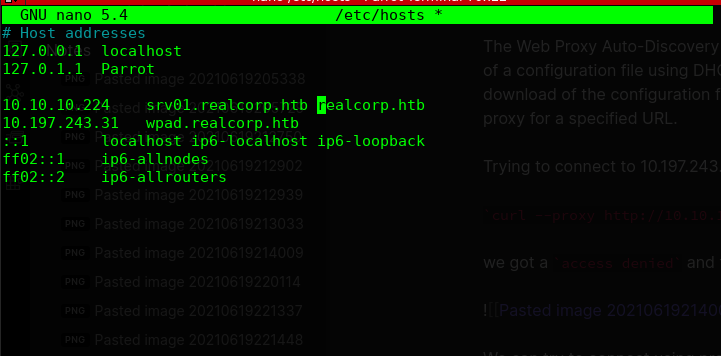 GNU nano 5.4 /etc/hosts *
# Host addresses
127.0.0.1 localhost
127.0.1.1 Parrot
10.10.10.224 srv01.realcorp.htb realcorp.htb
10.197.243.31 wpad.realcorp.htb
::1 localhost ip6-localhost ip6-loopback
ff02::1 ip6-allnodes
ff02::2 ip6-allrouters
Notes
PNG Pasted image 20210619205338
PNG
PNG
PNG 212902
PNG Pasted image 20210619212939
PNG Pasted image 20210619213033
PNG Pasted image 20210619214009
PNG Pasted image 20210619220114
PNG Pasted image 20210619221337
PNG Pasted image 20210619221448
The Web Proxy Auto-Discovery
of a configuration file using DH
download of the configuration f
proxy for a specified URL.
Trying to connect to 10.197.243.
curl --proxy http://10.10.
we got a access denied and
![[Pasted image 202106192140